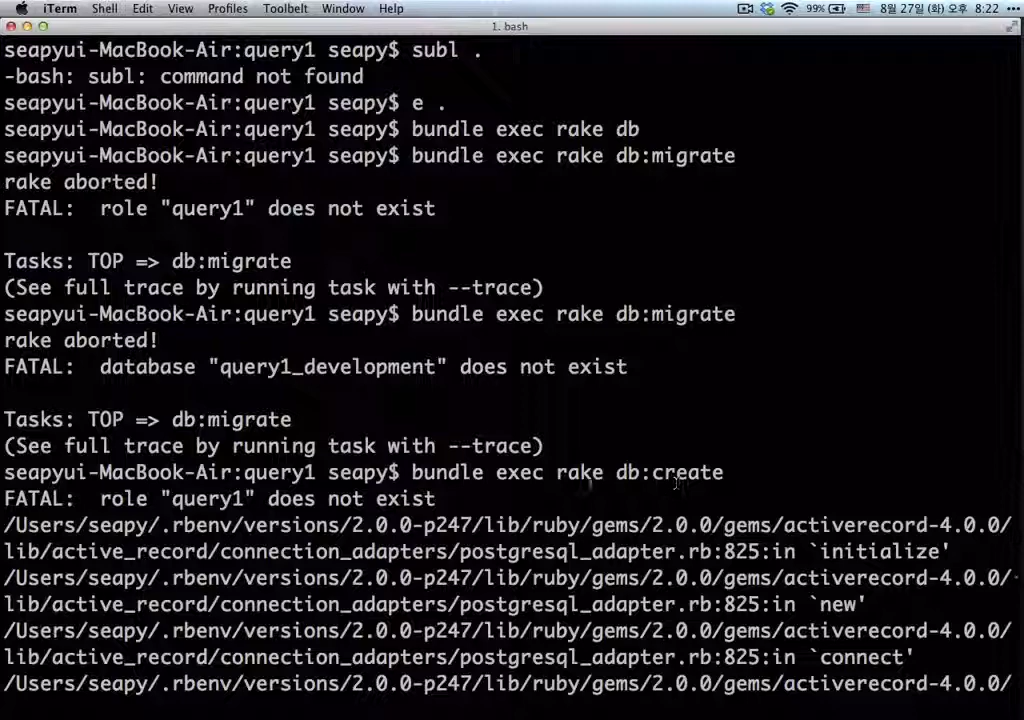 iTerm Shell Edit View Profiles Toolbelt Window Help 99% 8월 27일 (화) 오후 8:22
1. bash
seapyui-MacBook-Air:query1 seapy$ subl .
-bash: subl: command not found
seapyui-MacBook-Air:query1 seapy$ e .
seapyui-MacBook-Air:query1 seapy$ bundle exec rake db
seapyui-MacBook-Air:query1 seapy$ bundle exec rake db:migrate
rake aborted!
FATAL:  role "query1" does not exist
Tasks: TOP => db:migrate
(See full trace by running task with --trace)
seapyui-MacBook-Air:query1 seapy$ bundle exec rake db:migrate
rake aborted!
FATAL:  database "query1_development" does not exist
Tasks: TOP => db:migrate
(See full trace by running task with --trace)
seapyui-MacBook-Air:query1 seapy$ bundle exec rake db:create
FATAL:  role "query1" does not exist
/Users/seapy/.rbenv/versions/2.0.0-p247/lib/ruby/gems/2.0.0/gems/activerecord-4.0.0/
lib/active_record/connection_adapters/postgresql_adapter.rb:825:in `initialize'
/Users/seapy/.rbenv/versions/2.0.0-p247/lib/ruby/gems/2.0.0/gems/activerecord-4.0.0/
lib/active_record/connection_adapters/postgresql_adapter.rb:825:in `new'
/Users/seapy/.rbenv/versions/2.0.0-p247/lib/ruby/gems/2.0.0/gems/activerecord-4.0.0/
lib/active_record/connection_adapters/postgresql_adapter.rb:825:in `connect'
/Users/seapy/.rbenv/versions/2.0.0-p247/lib/ruby/gems/2.0.0/gems/activerecord-4.0.0/